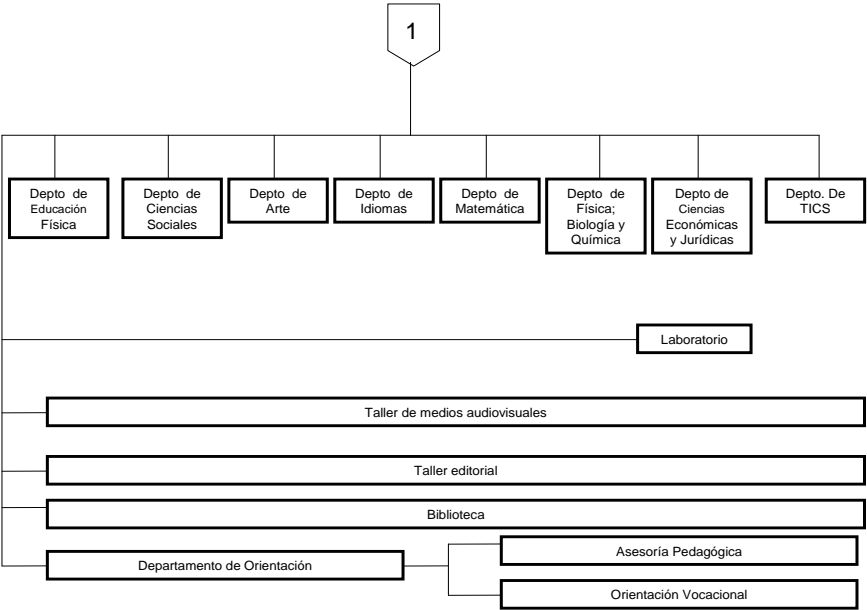 1
Depto de
Educación
Física
Depto de
Ciencias
Sociales
Depto de
Arte
Depto de
Idiomas
Depto de
Matemática
Depto de
Física;
Biología y
Química
Depto de
Ciencias
Económicas
y Jurídicas
Depto. De
TICS
Laboratorio
Taller de medios audiovisuales
Taller editorial
Biblioteca
Departamento de Orientación
Asesoría Pedagógica
Orientación Vocacional